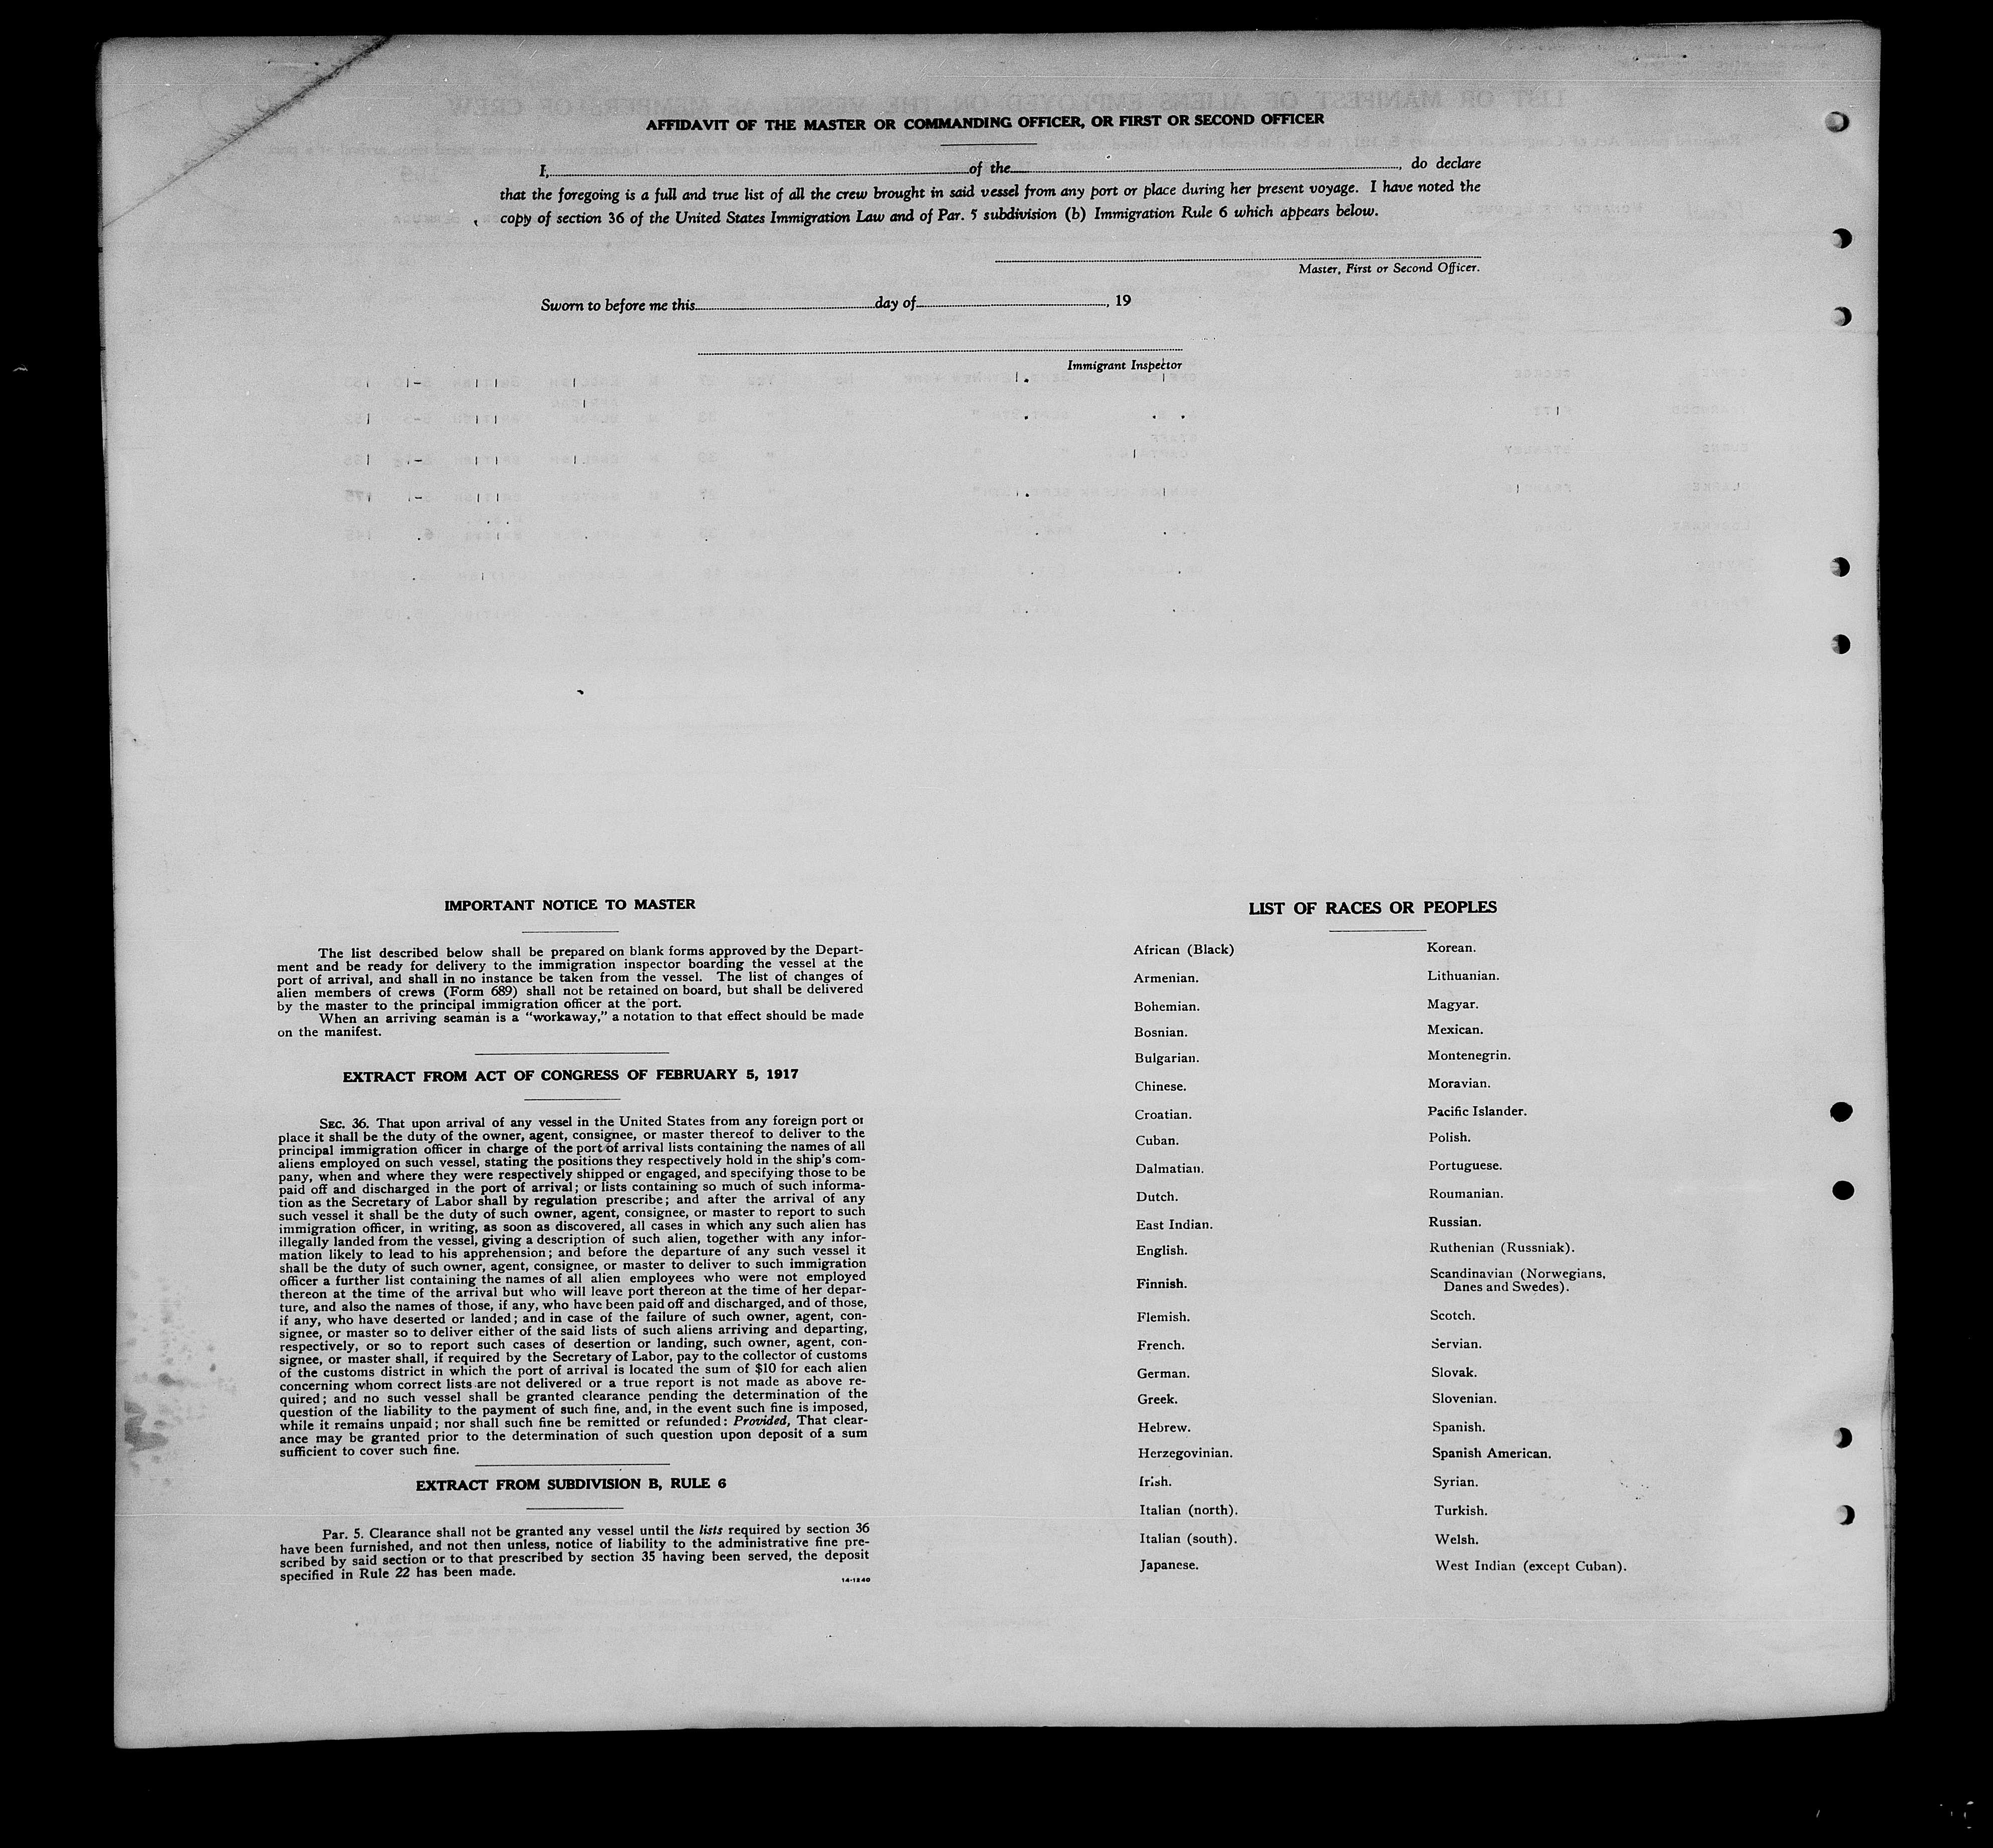 AFFIDAVIT OF THE MASTER OR COMMANDING OFFICER, OR FIRST OR SECOND OFFICER
I, of the , do declare
that the foregoing is a full and true list of all the crew brought in said vessel from any port or place during her present voyage. I have noted the
copy of section 36 of the United States Immigration Law and of Par. 5 subdivision (b) Immigration Rule 6 which appears below.
Master, First or Second Officer.
Sworn to before me this day of , 19
Immigrant Inspector
IMPORTANT NOTICE TO MASTER
The list described below shall be prepared on blank forms approved by the Depart-
ment and be ready for delivery to the immigration inspector boarding the vessel at the
port of arrival, and shall in no instance be taken from the vessel. The list of changes of
alien members of crews (Form 689) shall not be retained on board, but shall be delivered
by the master to the principal immigration officer at the port.
When an arriving seaman is a "workaway," a notation to that effect should be made
on the manifest.
EXTRACT FROM ACT OF CONGRESS OF FEBRUARY 5, 1917
SEC. 36. That upon arrival of any vessel in the United States from any foreign port or
place it shall be the duty of the owner, agent, consignee, or master thereof to deliver to the
principal immigration officer in charge of the port of arrival lists containing the names of all
aliens employed on such vessel, stating the positions they respectively hold in the ship's com-
pany, when and where they were respectively shipped or engaged, and specifying those to be
paid off and discharged in the port of arrival; or lists containing so much of such informa-
tion as the Secretary of Labor shall by regulation prescribe; and after the arrival of any
such vessel it shall be the duty of such owner, agent, consignee, or master to report to such
immigration officer, in writing, as soon as discovered, all cases in which any such alien has
illegally landed from the vessel, giving a description of such alien, together with any infor-
mation likely to lead to his apprehension; and before the departure of any such vessel it
shall be the duty of such owner, agent, consignee, or master to deliver to such immigration
officer a further list containing the names of all alien employees who were not employed
thereon at the time of the arrival but who will leave port thereon at the time of her depar-
ture, and also the names of those, if any, who have been paid off and discharged, and of those,
if any, who have deserted or landed; and in case of the failure of such owner, agent, con-
signee, or master so to deliver either of the said lists of such aliens arriving and departing,
respectively, or so to report such cases of desertion or landing, such owner, agent, con-
signee, or master shall, if required by the Secretary of Labor, pay to the collector of customs
of the customs district in which the port of arrival is located the sum of $10 for each alien
concerning whom correct lists are not delivered or a true report is not made as above re-
quired; and no such vessel shall be granted clearance pending the determination of the
question of the liability to the payment of such fine, and, in the event such fine is imposed,
while it remains unpaid; nor shall such fine be remitted or refunded: Provided, That clear-
ance may be granted prior to the determination of such question upon deposit of a sum
sufficient to cover such fine.
EXTRACT FROM SUBDIVISION B, RULE 6
Par. 5. Clearance shall not be granted any vessel until the lists required by section 36
have been furnished, and not then unless, notice of liability to the administrative fine pre-
scribed by said section or to that prescribed by section 35 having been served, the deposit
specified in Rule 22 has been made.
14-1240
LIST OF RACES OR PEOPLES
African (Black)
Armenian.
Bohemian.
Bosnian.
Bulgarian.
Chinese.
Croatian.
Cuban.
Dalmatian.
Dutch.
East Indian.
English.
Finnish.
Flemish.
French.
German.
Greek.
Hebrew.
Herzegovinian.
Irish.
Italian (north).
Italian (south).
Japanese.
Korean.
Lithuanian.
Magyar.
Mexican.
Montenegrin.
Moravian.
Pacific Islander.
Polish.
Portuguese.
Roumanian.
Russian.
Ruthenian (Russniak).
Scandinavian (Norwegians,
Danes and Swedes).
Scotch.
Servian.
Slovak.
Slovenian.
Spanish.
Spanish American.
Syrian.
Turkish.
Welsh.
West Indian (except Cuban).